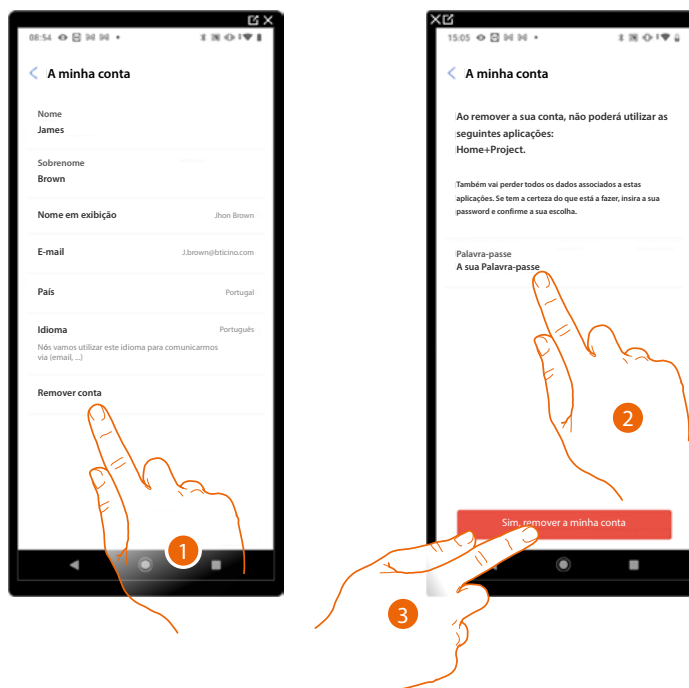 08:54
A minha conta
Nome
James
Sobrenome
Brown
Nome em exibição
Jhon Brown
E-mail
J.brown@bticino.com
País
Portugal
Idioma
Português
Nós vamos utilizar este idioma para comunicarmos
via (email, ...)
Remover conta
1
15:05
A minha conta
Ao remover a sua conta, não poderá utilizar as
seguintes aplicações:
Home+Project.
Também vai perder todos os dados associados a estas
aplicações. Se tem a certeza do que está a fazer, insira a sua
password e confirme a sua escolha.
Palavra-passe
A sua Palavra-passe
2
Sim, remover a minha conta
3